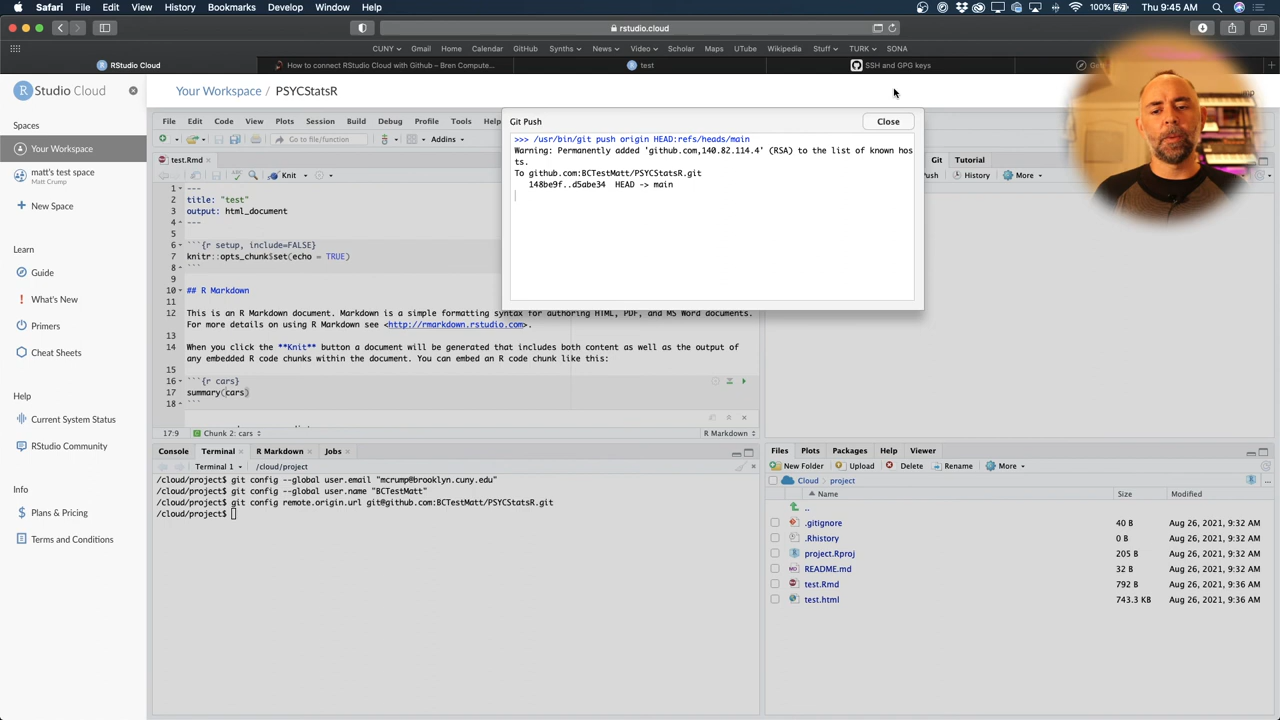 Safari File Edit View History Bookmarks Develop Window Help
100% Thu 9:45 AM
rstudio.cloud
CUNY Gmail Home Calendar GitHub Synths News Video Scholar Maps UTube Wikipedia Stuff TURK SONA
RStudio Cloud
How to connect RStudio Cloud with Github – Bren Compute...
test
SSH and GPG keys
R Studio Cloud
Your Workspace / PSYCStatsR
Spaces
Your Workspace
matt's test space
Matt Crump
New Space
Learn
Guide
What's New
Primers
Cheat Sheets
Help
Current System Status
RStudio Community
Info
Plans & Pricing
Terms and Conditions
File Edit Code View Plots Session Build Debug Profile Tools Help
Go to file/function
Addins
test.Rmd
Knit
1 ---
2 title: "test"
3 output: html_document
4 ---
5
6 ```{r setup, include=FALSE}
7 knitr::opts_chunk$set(echo = TRUE)
8 ```
9
10 ## R Markdown
11
12 This is an R Markdown document. Markdown is a simple formatting syntax for authoring HTML, PDF, and MS Word documents.
For more details on using R Markdown see <http://rmarkdown.rstudio.com>.
13
14 When you click the **Knit** button a document will be generated that includes both content as well as the output of
any embedded R code chunks within the document. You can embed an R code chunk like this:
15
16 ```{r cars}
17 summary(cars)
18 ```
17:9 Chunk 2: cars R Markdown
Git Push
Close
>>> /usr/bin/git push origin HEAD:refs/heads/main
Warning: Permanently added 'github.com,140.82.114.4' (RSA) to the list of known hos
ts.
To github.com:BCTestMatt/PSYCStatsR.git
148be9f..d5abe34 HEAD -> main
Git Tutorial
Push History More
Console Terminal R Markdown Jobs
Terminal 1 /cloud/project
/cloud/project$ git config --global user.email "mcrump@brooklyn.cuny.edu"
/cloud/project$ git config --global user.name "BCTestMatt"
/cloud/project$ git config remote.origin.url git@github.com:BCTestMatt/PSYCStatsR.git
/cloud/project$
Files Plots Packages Help Viewer
New Folder Upload Delete Rename More
Cloud project
Name Size Modified
..
.gitignore 40 B Aug 26, 2021, 9:32 AM
.Rhistory 0 B Aug 26, 2021, 9:32 AM
project.Rproj 205 B Aug 26, 2021, 9:32 AM
README.md 32 B Aug 26, 2021, 9:32 AM
test.Rmd 792 B Aug 26, 2021, 9:36 AM
test.html 743.3 KB Aug 26, 2021, 9:36 AM